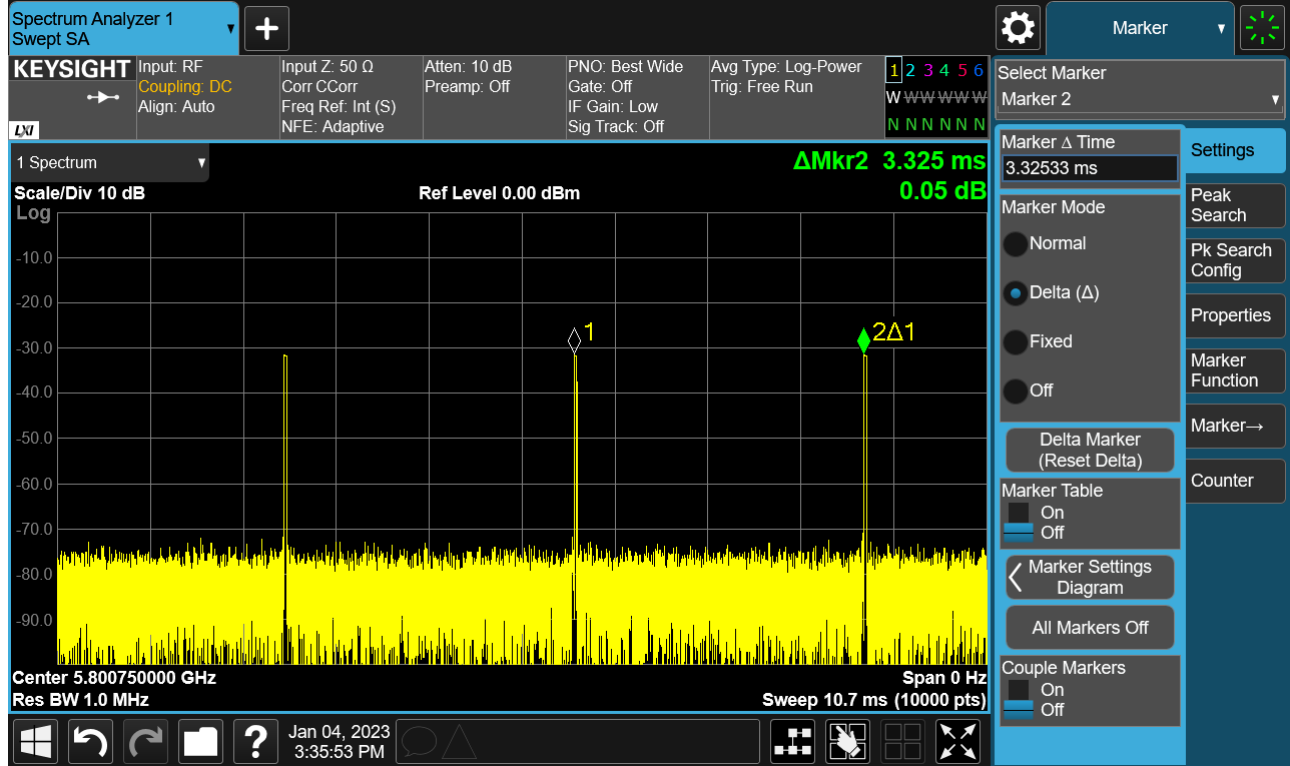 Spectrum Analyzer 1
Swept SA
Marker
KEYSIGHT
LXI
Input: RF
Coupling: DC
Align: Auto
Input Z: 50 Ω
Corr CCorr
Freq Ref: Int (S)
NFE: Adaptive
Atten: 10 dB
Preamp: Off
PNO: Best Wide
Gate: Off
IF Gain: Low
Sig Track: Off
Avg Type: Log-Power
Trig: Free Run
1 2 3 4 5 6
W W W W W W
N N N N N N
Select Marker
Marker 2
1 Spectrum
ΔMkr2 3.325 ms
0.05 dB
Scale/Div 10 dB
Ref Level 0.00 dBm
Log
-10.0
-20.0
-30.0
-40.0
-50.0
-60.0
-70.0
-80.0
-90.0
1
2Δ1
Center 5.800750000 GHz
Span 0 Hz
Res BW 1.0 MHz
Sweep 10.7 ms (10000 pts)
Marker Δ Time
3.32533 ms
Marker Mode
Normal
Delta (Δ)
Fixed
Off
Delta Marker
(Reset Delta)
Marker Table
On
Off
Marker Settings
Diagram
All Markers Off
Couple Markers
On
Off
Settings
Peak
Search
Pk Search
Config
Properties
Marker
Function
Marker→
Counter
?
Jan 04, 2023
3:35:53 PM